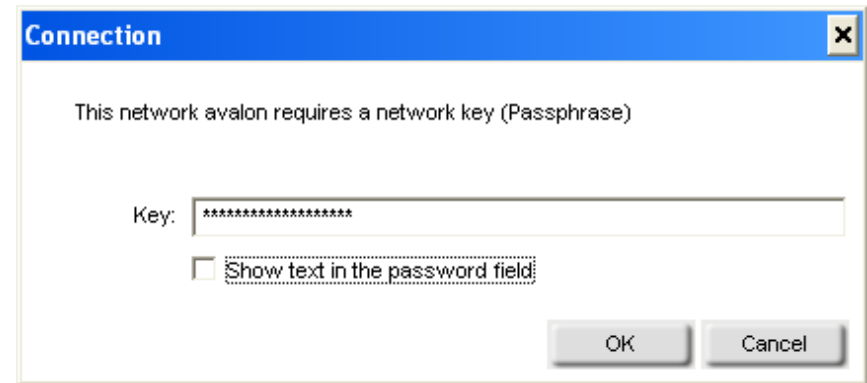 Connection
This network avalon requires a network key (Passphrase)
Key: *******************
Show text in the password field
OK Cancel